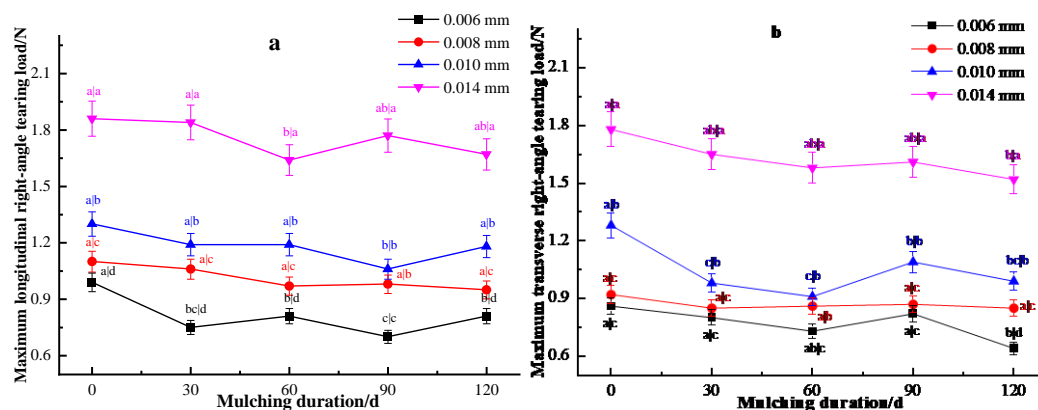 a
0.006 mm
0.008 mm
0.010 mm
0.014 mm
Maximum longitudinal right-angle tearing load/N
2.1
1.8
1.5
1.2
0.9
0.6
a|a
a|a
b|a
ab|a
ab|a
a|b
a|b
a|b
b|b
a|b
a|c
a|c
a|c
a|b
a|c
a|d
bc|d
b|d
c|c
b|d
0
30
60
90
120
Mulching duration/d
b
0.006 mm
0.008 mm
0.010 mm
0.014 mm
Maximum transverse right-angle tearing load/N
2.1
1.8
1.5
1.2
0.9
0.6
a|a
ab|a
ab|a
ab|a
b|a
a|b
c|b
c|b
b|b
bc|b
a|c
a|c
a|b
a|c
a|c
a|c
a|c
ab|c
a|c
b|d
0
30
60
90
120
Mulching duration/d